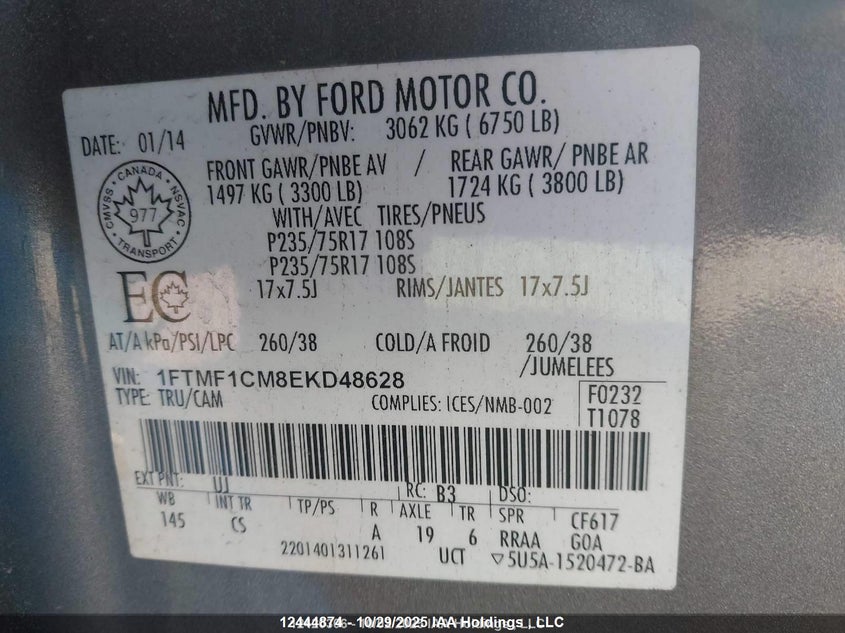 MFD. BY FORD MOTOR CO.
DATE: 01/14
GVWR/PNBV: 3062 KG ( 6750 LB)
FRONT GAWR/PNBE AV / REAR GAWR/ PNBE AR
1497 KG ( 3300 LB) 1724 KG ( 3800 LB)
WITH/AVEC TIRES/PNEUS
P235/75R17 108S
P235/75R17 108S
17x7.5J RIMS/JANTES 17x7.5J
CMVSS · CANADA · NSVAC
977
TRANSPORT
EC
AT/A kPa/PSI/LPC 260/38 COLD/A FROID 260/38
/JUMELEES
VIN: 1FTMF1CM8EKD48628
TYPE: TRU/CAM COMPLIES: ICES/NMB-002
F0232
T1078
EXT PNT: UJ RC: B3 DSO:
WB INT TR TP/PS R AXLE TR SPR CF617
145 CS A 19 6 RRAA GOA
2201401311261 UCT ▽5U5A-1520472-BA
12444874 - 10/29/2025 IAA Holdings, LLC